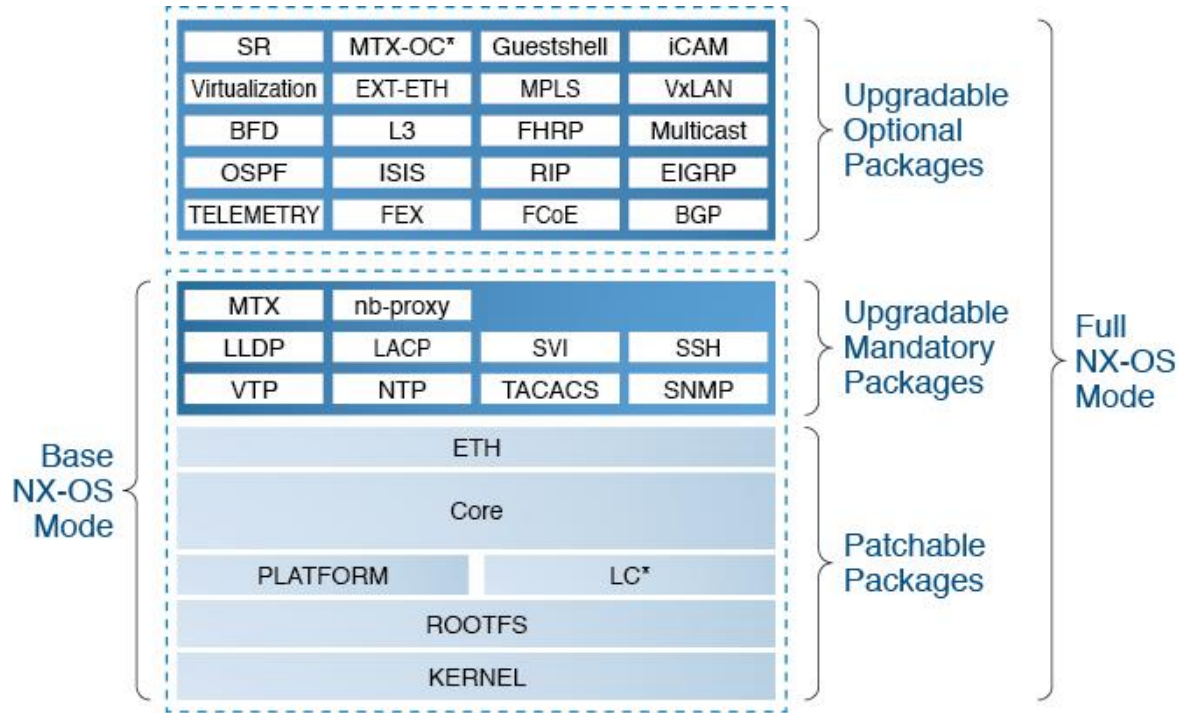 SR
MTX-OC*
Guestshell
iCAM
Virtualization
EXT-ETH
MPLS
VxLAN
BFD
L3
FHRP
Multicast
OSPF
ISIS
RIP
EIGRP
TELEMETRY
FEX
FCoE
BGP
Upgradable
Optional
Packages
MTX
nb-proxy
LLDP
LACP
SVI
SSH
VTP
NTP
TACACS
SNMP
Upgradable
Mandatory
Packages
ETH
Core
PLATFORM
LC*
ROOTFS
KERNEL
Patchable
Packages
Base
NX-OS
Mode
Full
NX-OS
Mode